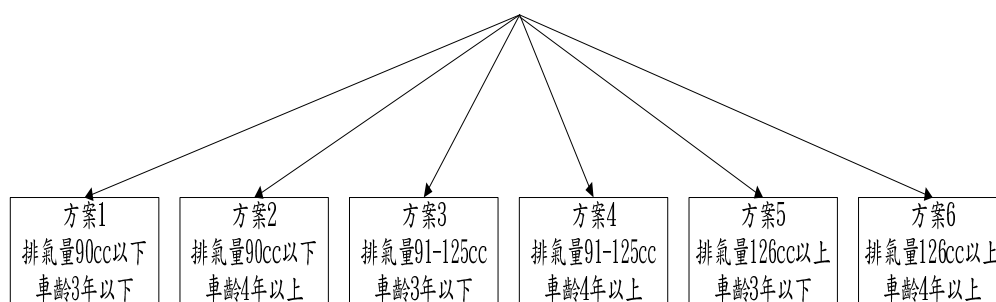 方案1
排氣量90cc以下
車齡3年以下
方案2
排氣量90cc以下
車齡4年以上
方案3
排氣量91-125cc
車齡3年以下
方案4
排氣量91-125cc
車齡4年以上
方案5
排氣量126cc以上
車齡3年以下
方案6
排氣量126cc以上
車齡4年以上